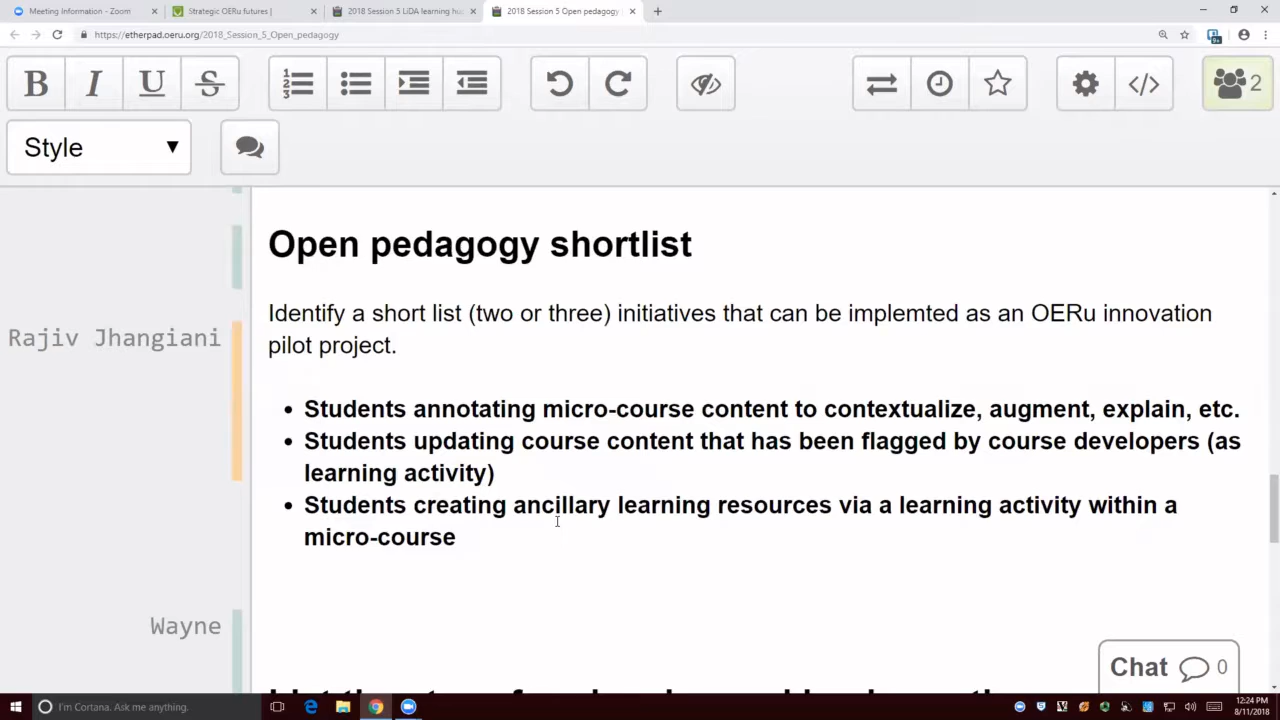 Meeting Information - Zoom
Strategic OERu futures |
2018 Session 5 LiDA learning hu
2018 Session 5 Open pedagogy
https://etherpad.oeru.org/2018_Session_5_Open_pedagogy
B I U S 2
Style
Open pedagogy shortlist
Identify a short list (two or three) initiatives that can be implemted as an OERu innovation
Rajiv Jhangiani
pilot project.
• Students annotating micro-course content to contextualize, augment, explain, etc.
• Students updating course content that has been flagged by course developers (as
learning activity)
• Students creating ancillary learning resources via a learning activity within a
micro-course
Wayne
Chat 0
I'm Cortana. Ask me anything.
12:24 PM
8/11/2018